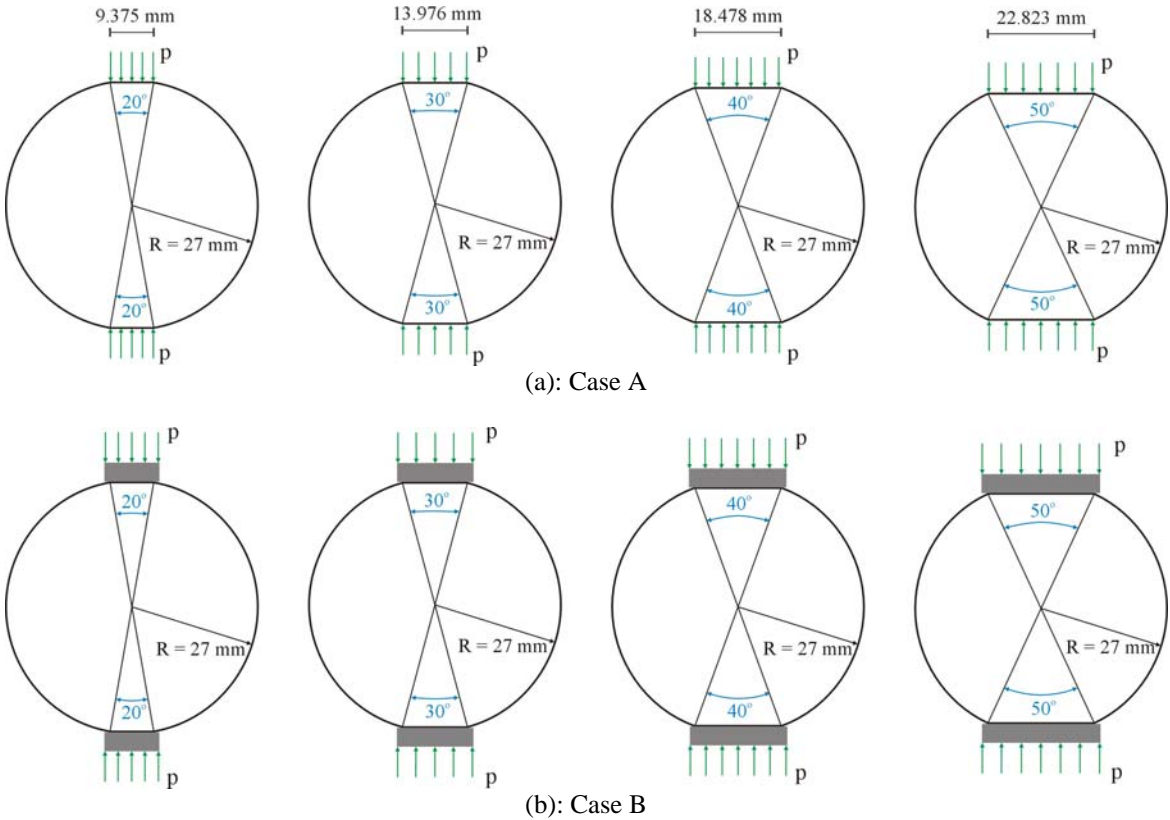 9.375 mm 13.976 mm 18.478 mm 22.823 mm
p p p p
20° 30° 40° 50°
R = 27 mm R = 27 mm R = 27 mm R = 27 mm
20° 30° 40° 50°
p p p p
(a): Case A
p p p p
20° 30° 40° 50°
R = 27 mm R = 27 mm R = 27 mm R = 27 mm
20° 30° 40° 50°
p p p p
(b): Case B